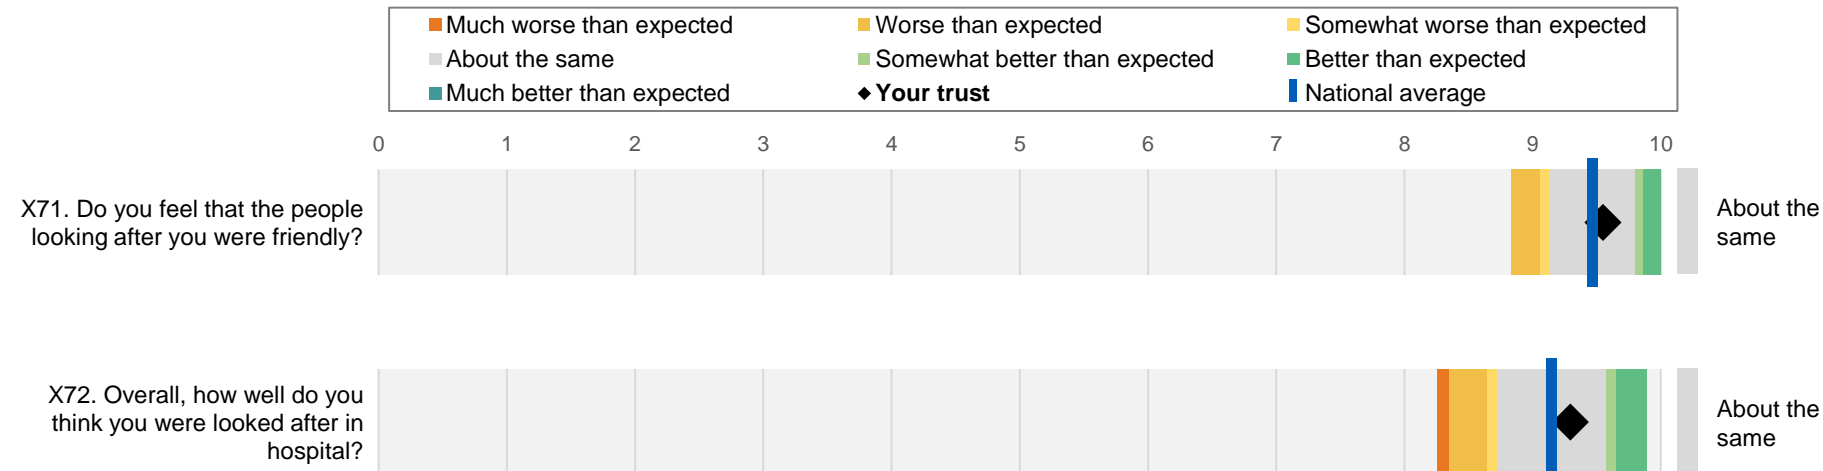 Much worse than expected
Worse than expected
Somewhat worse than expected
About the same
Somewhat better than expected
Better than expected
Much better than expected
Your trust
National average
0 1 2 3 4 5 6 7 8 9 10
X71. Do you feel that the people
looking after you were friendly?
About the
same
X72. Overall, how well do you
think you were looked after in
hospital?
About the
same